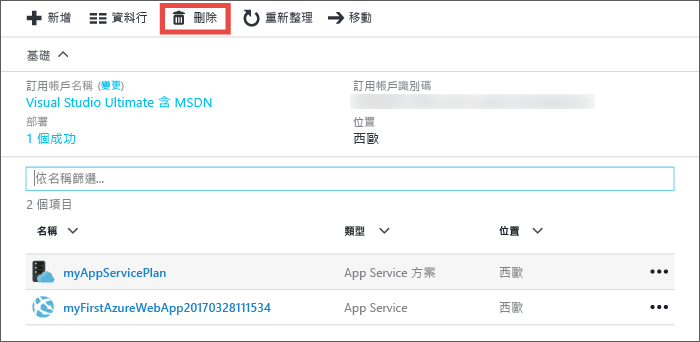 新增 資料行 刪除 重新整理 移動
基礎
訂用帳戶名稱 (變更) 訂用帳戶識別碼
Visual Studio Ultimate 含 MSDN
部署 位置
1 個成功 西歐
依名稱篩選...
2 個項目
名稱 類型 位置
myAppServicePlan App Service 方案 西歐
myFirstAzureWebApp20170328111534 App Service 西歐